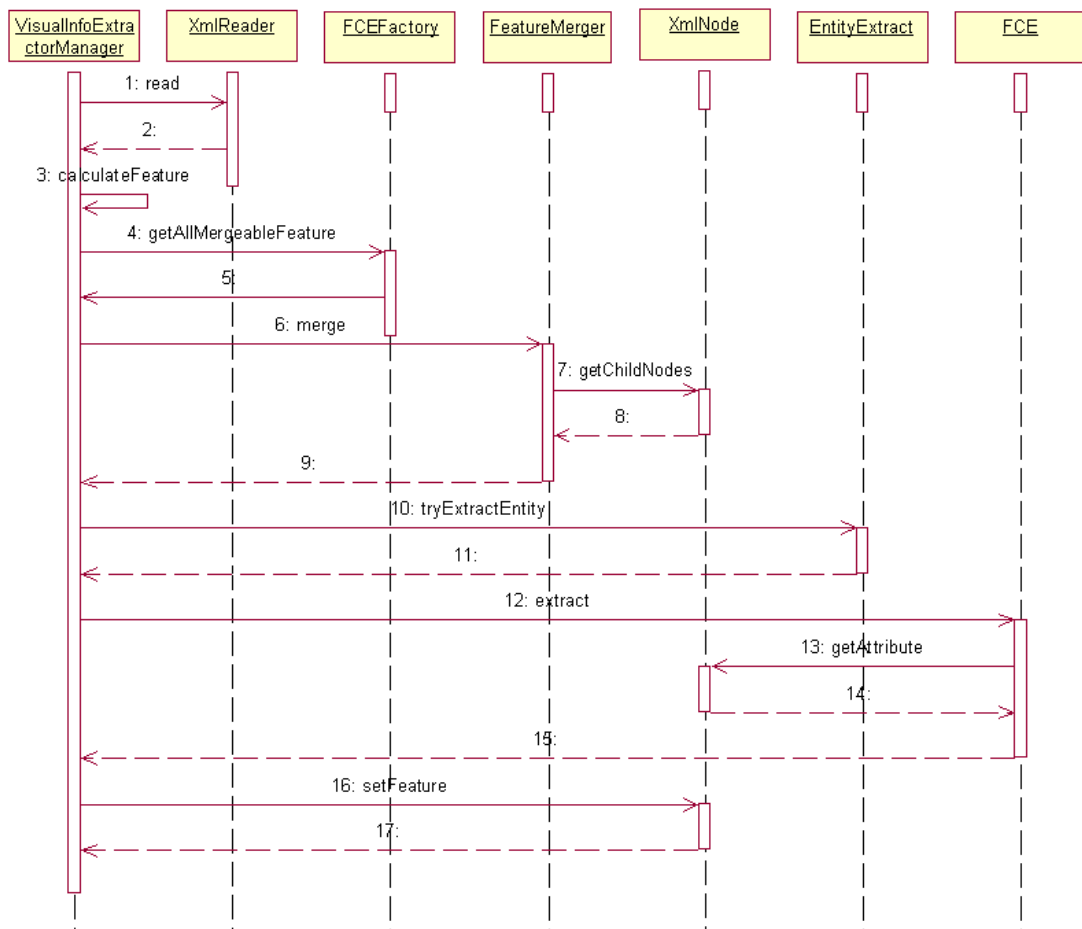 VisualInfoExtra
ctorManager
XmlReader
FCEFactory
FeatureMerger
XmlNode
EntityExtract
FCE
1: read
2:
3: calculateFeature
4: getAllMergeableFeature
5:
6: merge
7: getChildNodes
8:
9:
10: tryExtractEntity
11:
12: extract
13: getAttribute
14:
15:
16: setFeature
17: